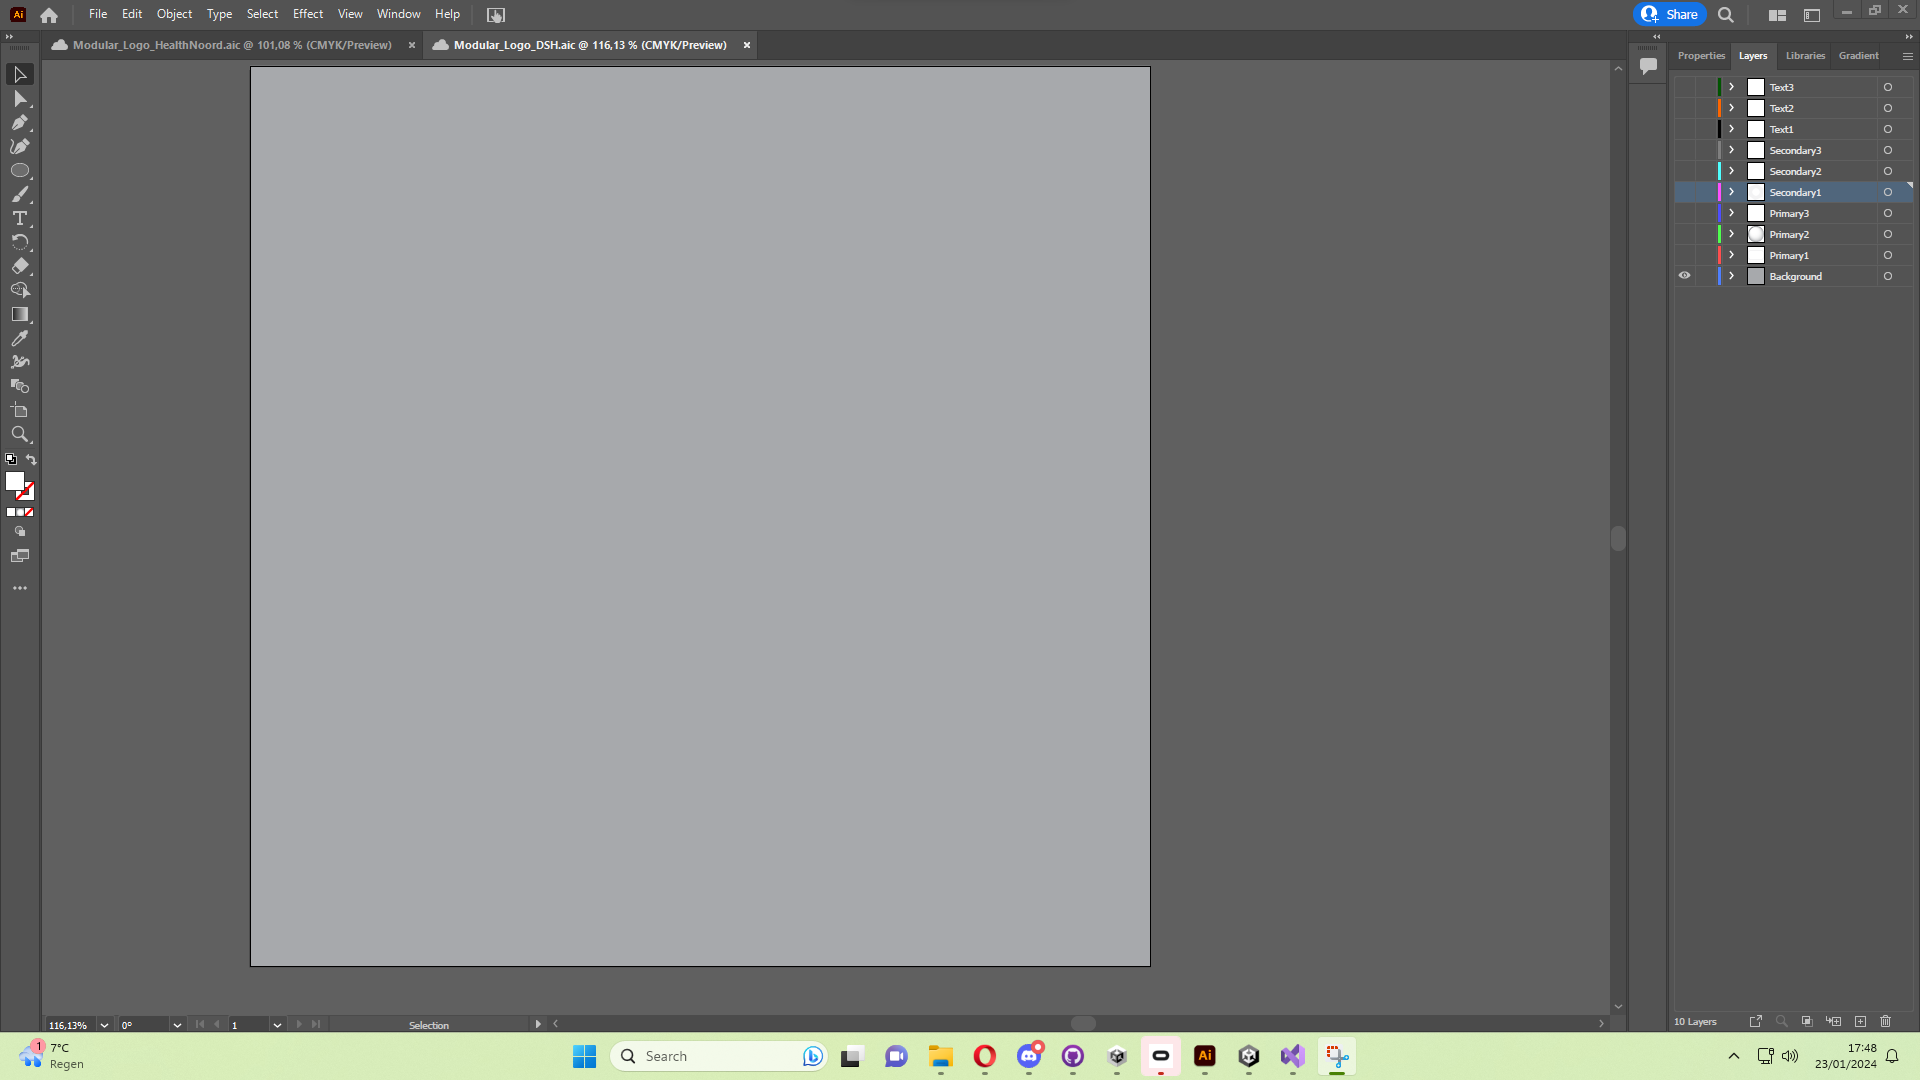 Ai File Edit Object Type Select Effect View Window Help Share
Modular_Logo_HealthNoord.aic @ 101,08 % (CMYK/Preview) × Modular_Logo_DSH.aic @ 116,13 % (CMYK/Preview) ×
Properties Layers Libraries Gradient
Text3
Text2
Text1
Secondary3
Secondary2
Secondary1
Primary3
Primary2
Primary1
Background
116,13% 0° 1 Selection
10 Layers
1 7°C
Regen
Search
Ai
17:48
23/01/2024